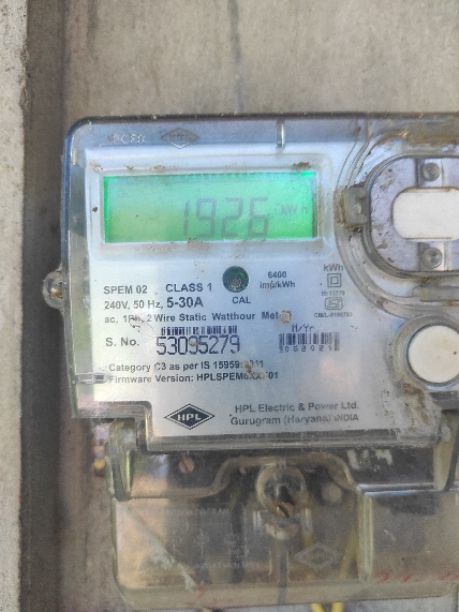 HPL
1926 kWh
SPEM 02 CLASS 1
6400
imp/kWh
kWh
240V, 50 Hz, 5-30A
CAL
ac, 1Ph, 2 Wire Static Watthour Meter
M/Yr
S. No. 53095279
Category C3 as per IS
Firmware Version:
HPL
HPL Electric & Power Ltd.
Gurugram (Haryana) INDIA